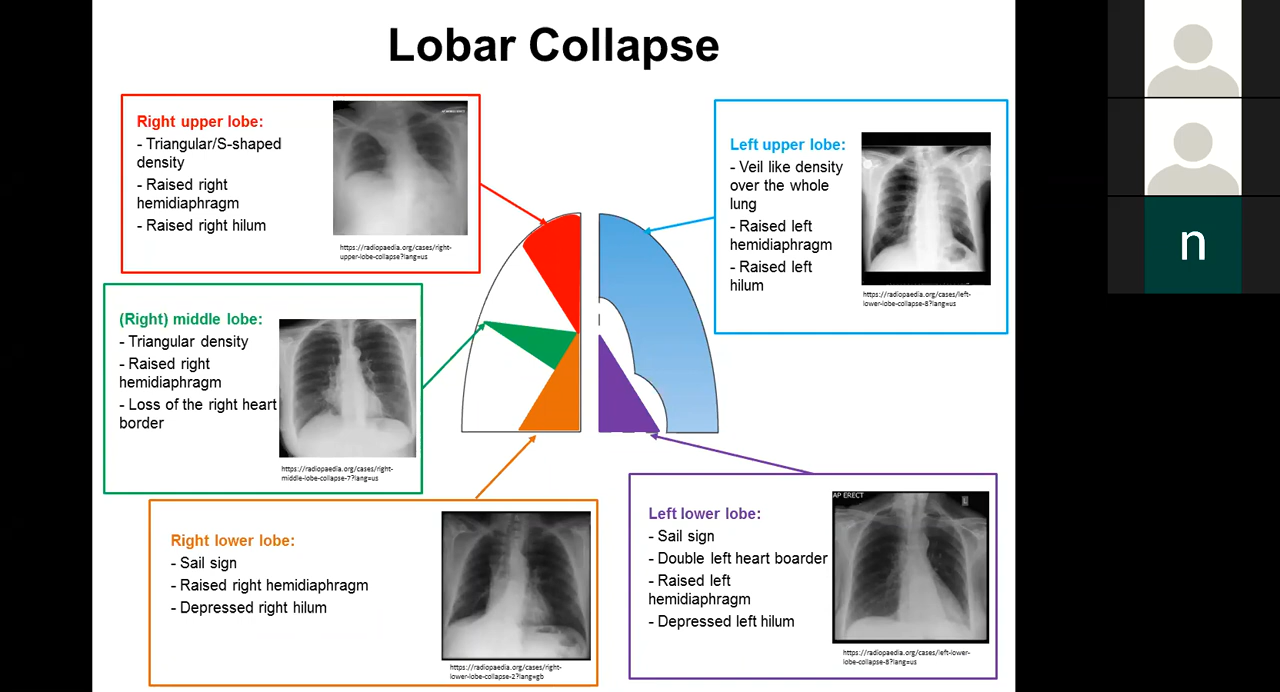 Lobar Collapse
Right upper lobe:
- Triangular/S-shaped
density
- Raised right
hemidiaphragm
- Raised right hilum
https://radiopaedia.org/cases/right-
upper-lobe-collapse?lang=us
(Right) middle lobe:
- Triangular density
- Raised right
hemidiaphragm
- Loss of the right heart
border
https://radiopaedia.org/cases/right-
middle-lobe-collapse-7?lang=us
Right lower lobe:
- Sail sign
- Raised right hemidiaphragm
- Depressed right hilum
https://radiopaedia.org/cases/right-
lower-lobe-collapse-2?lang=gb
Left upper lobe:
- Veil like density
over the whole
lung
- Raised left
hemidiaphragm
- Raised left
hilum
https://radiopaedia.org/cases/left-
lower-lobe-collapse-8?lang=us
Left lower lobe:
- Sail sign
- Double left heart boarder
- Raised left
hemidiaphragm
- Depressed left hilum
AP ERECT
L
https://radiopaedia.org/cases/left-lower-
lobe-collapse-8?lang=us
n